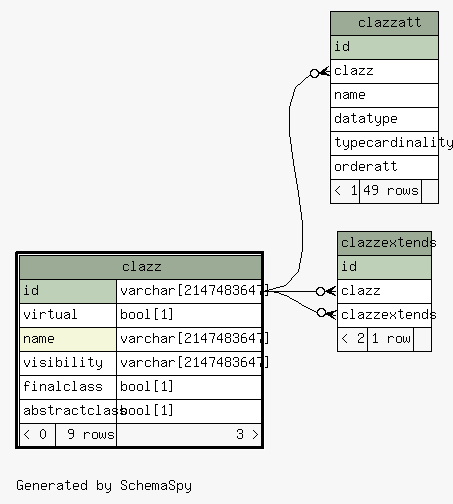 clazzatt
id
clazz
name
datatype
typecardinality
orderatt
< 1 49 rows
clazzextends
id
clazz
clazzextends
< 2 1 row
clazz
id varchar[2147483647]
virtual bool[1]
name varchar[2147483647]
visibility varchar[2147483647]
finalclass bool[1]
abstractclass bool[1]
< 0 9 rows 3 >
Generated by SchemaSpy